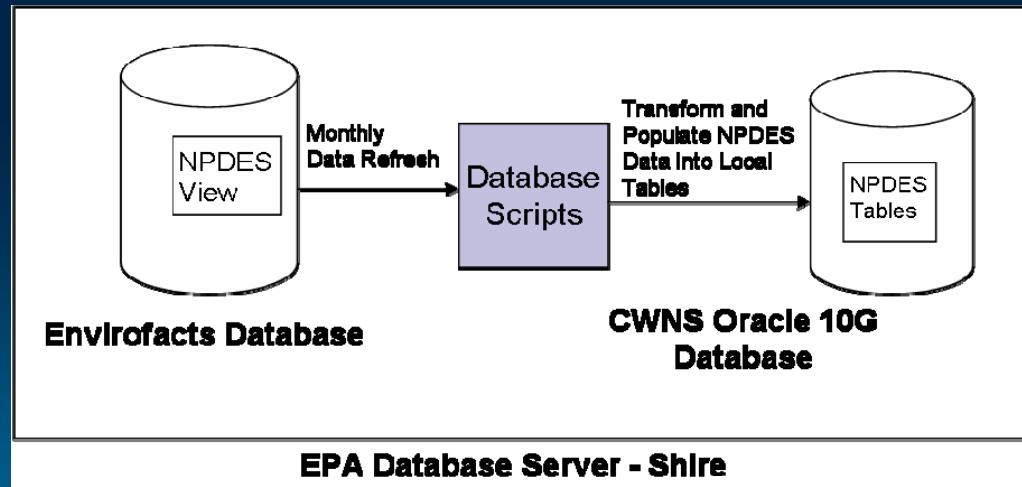 NPDES
View
Monthly
Data Refresh
Database
Scripts
Transform and
Populate NPDES
Data into Local
Tables
NPDES
Tables
Envirofacts Database
CWNS Oracle 10G
Database
EPA Database Server - Shire